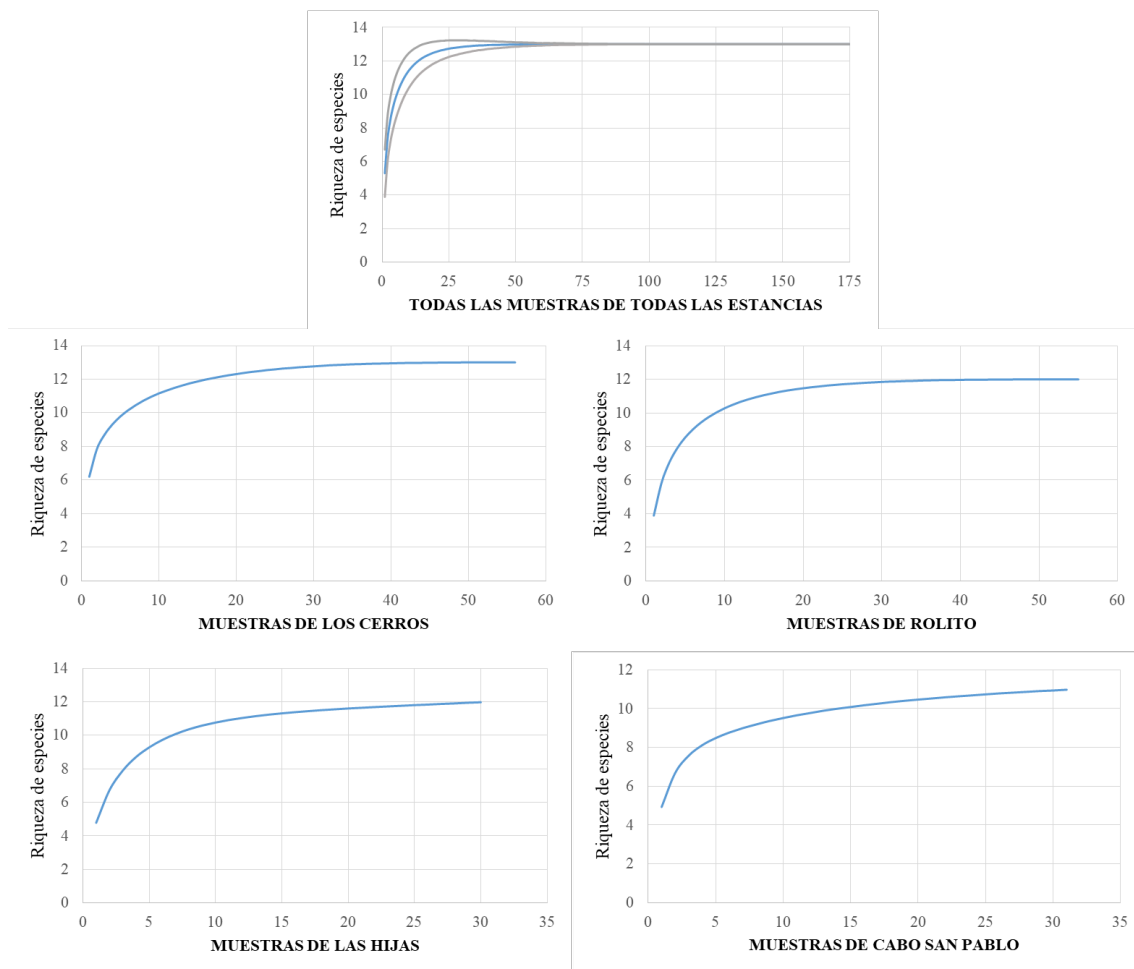 14
12
10
8
6
4
2
0
Riqueza de especies
0 25 50 75 100 125 150 175
TODAS LAS MUESTRAS DE TODAS LAS ESTANCIAS
14
12
10
8
6
4
2
0
Riqueza de especies
0 10 20 30 40 50 60
MUESTRAS DE LOS CERROS
14
12
10
8
6
4
2
0
Riqueza de especies
0 10 20 30 40 50 60
MUESTRAS DE ROLITO
14
12
10
8
6
4
2
0
Riqueza de especies
0 5 10 15 20 25 30 35
MUESTRAS DE LAS HIJAS
12
10
8
6
4
2
0
Riqueza de especies
0 5 10 15 20 25 30 35
MUESTRAS DE CABO SAN PABLO